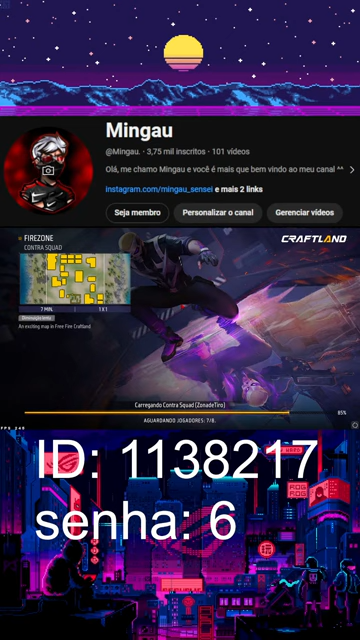 Mingau
@Mingau. · 3,75 mil inscritos · 101 vídeos
Olá, me chamo Mingau e você é mais que bem vindo ao meu canal ^^
instagram.com/mingau_sensei e mais 2 links
Seja membro
Personalizar o canal
Gerenciar vídeos
FIREZONE
CONTRA SQUAD
CRAFTLAND
7 MIN.
1 X 1
An exciting map in Free Fire Craftland
Carregando Contra Squad (ZonadeTiro)
85%
AGUARDANDO JOGADORES: 7/8.
FPS 240
ID: 1138217
senha: 6